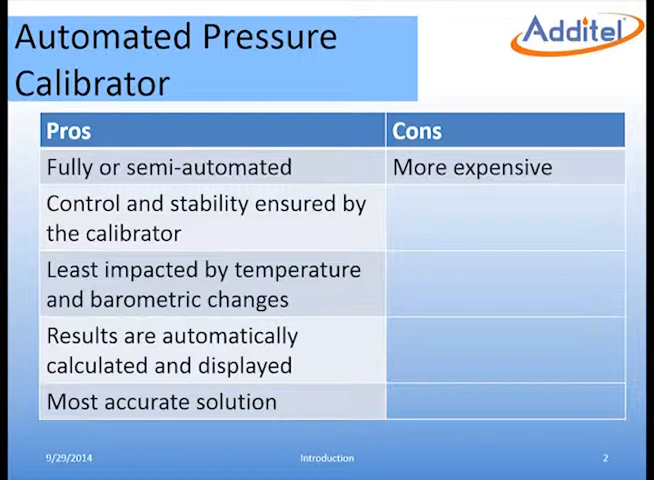 Automated Pressure
Calibrator
Additel
Pros
Cons
Fully or semi-automated
More expensive
Control and stability ensured by
the calibrator
Least impacted by temperature
and barometric changes
Results are automatically
calculated and displayed
Most accurate solution
9/29/2014
Introduction
2